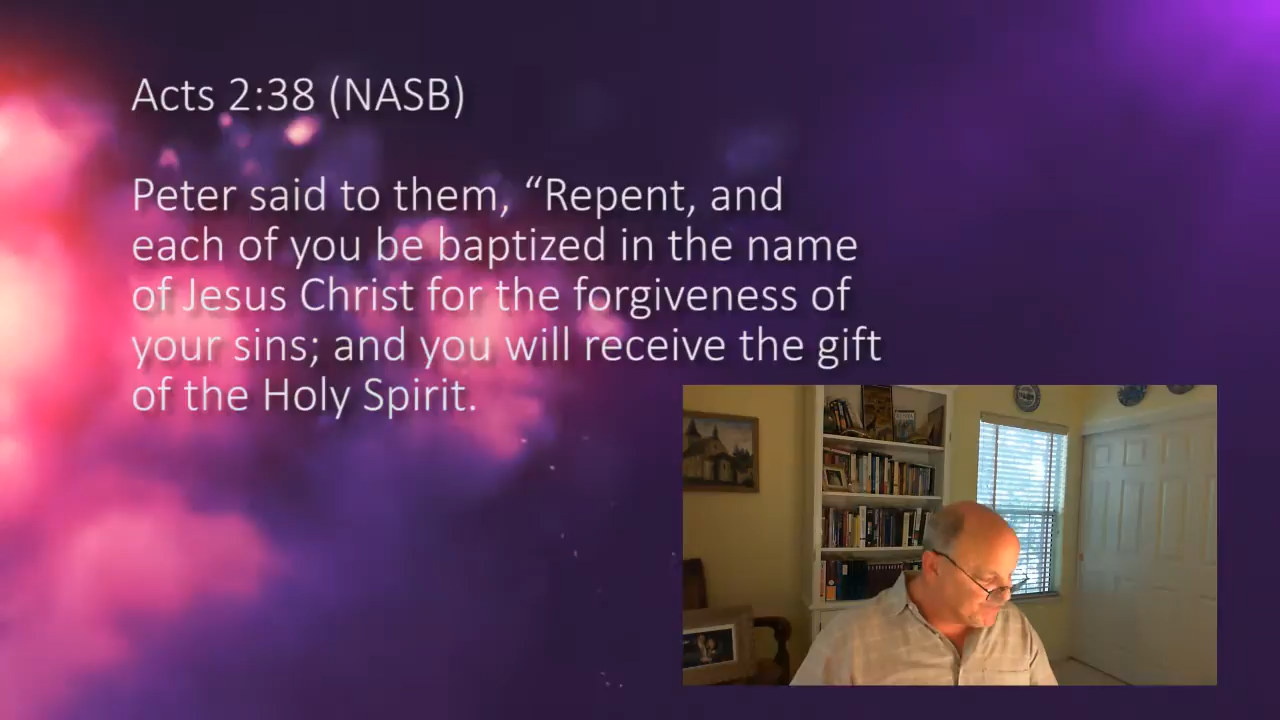 Acts 2:38 (NASB)
Peter said to them, “Repent, and
each of you be baptized in the name
of Jesus Christ for the forgiveness of
your sins; and you will receive the gift
of the Holy Spirit.